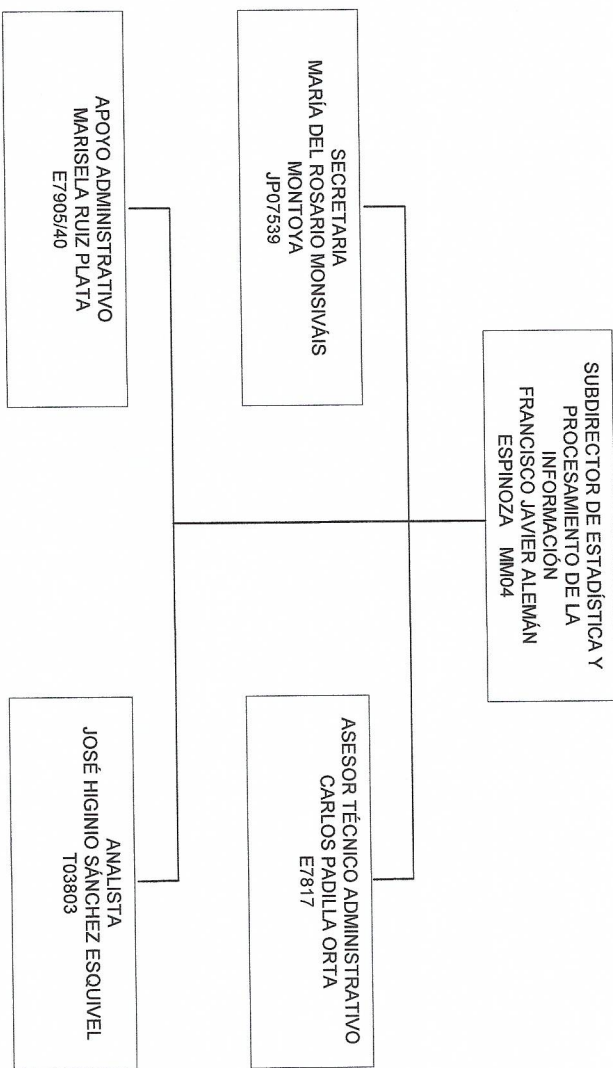 SUBDIRECTOR DE ESTADÍSTICA Y
PROCESAMIENTO DE LA
INFORMACIÓN
FRANCISCO JAVIER ALEMÁN
ESPINOZA MM04
SECRETARIA
MARÍA DEL ROSARIO MONSIVÁIS
MONTOYA
JP07539
ASESOR TÉCNICO ADMINISTRATIVO
CARLOS PADILLA ORTA
E7817
APOYO ADMINISTRATIVO
MARISELA RUIZ PLATA
E7905/40
ANALISTA
JOSÉ HIGINIO SÁNCHEZ ESQUIVEL
T03803